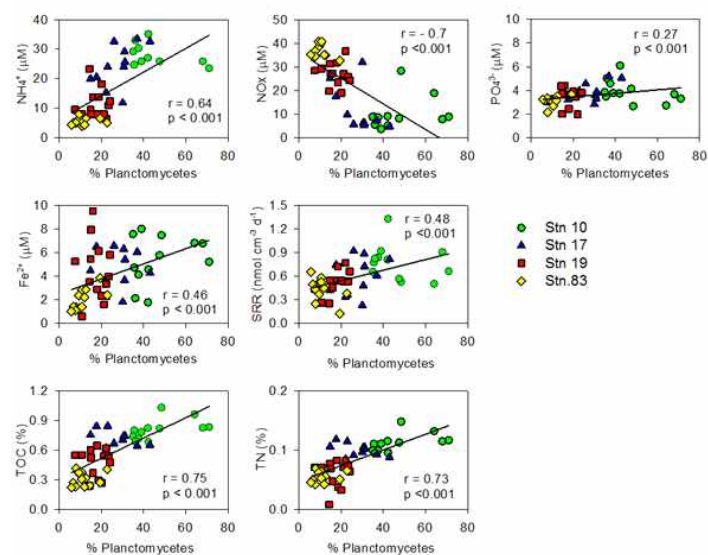 40
30
20
10
0
NH4⁺ (μM)
r = 0.64
p < 0.001
0 20 40 60 80
% Planctomycetes
50
40
30
20
10
0
NOx (μM)
r = - 0.7
p <0.001
0 20 40 60 80
% Planctomycetes
8
6
4
2
0
PO4³⁻ (μM)
r = 0.27
p < 0.001
0 20 40 60 80
% Planctomycetes
10
8
6
4
2
0
Fe²⁺ (μM)
r = 0.46
p < 0.001
0 20 40 60 80
% Planctomycetes
1.5
1.2
0.9
0.6
0.3
0.0
SRR (nmol cm⁻³ d⁻¹)
r = 0.48
p <0.001
0 20 40 60 80
% Planctomycetes
Stn 10
Stn 17
Stn 19
Stn.83
1.2
0.9
0.6
0.3
0.0
TOC (%)
r = 0.75
p < 0.001
0 20 40 60 80
% Planctomycetes
0.2
0.1
0.0
TN (%)
r = 0.73
p <0.001
0 20 40 60 80
% Planctomycetes